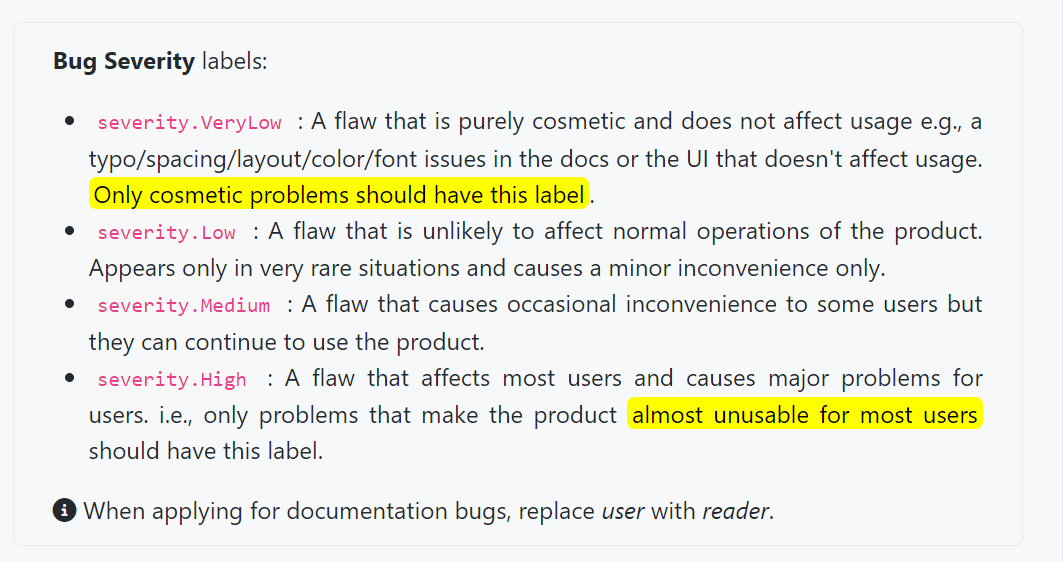 Bug Severity labels:
• severity.VeryLow : A flaw that is purely cosmetic and does not affect usage e.g., a
typo/spacing/layout/color/font issues in the docs or the UI that doesn't affect usage.
Only cosmetic problems should have this label.
• severity.Low : A flaw that is unlikely to affect normal operations of the product.
Appears only in very rare situations and causes a minor inconvenience only.
• severity.Medium : A flaw that causes occasional inconvenience to some users but
they can continue to use the product.
• severity.High : A flaw that affects most users and causes major problems for
users. i.e., only problems that make the product almost unusable for most users
should have this label.
When applying for documentation bugs, replace user with reader.